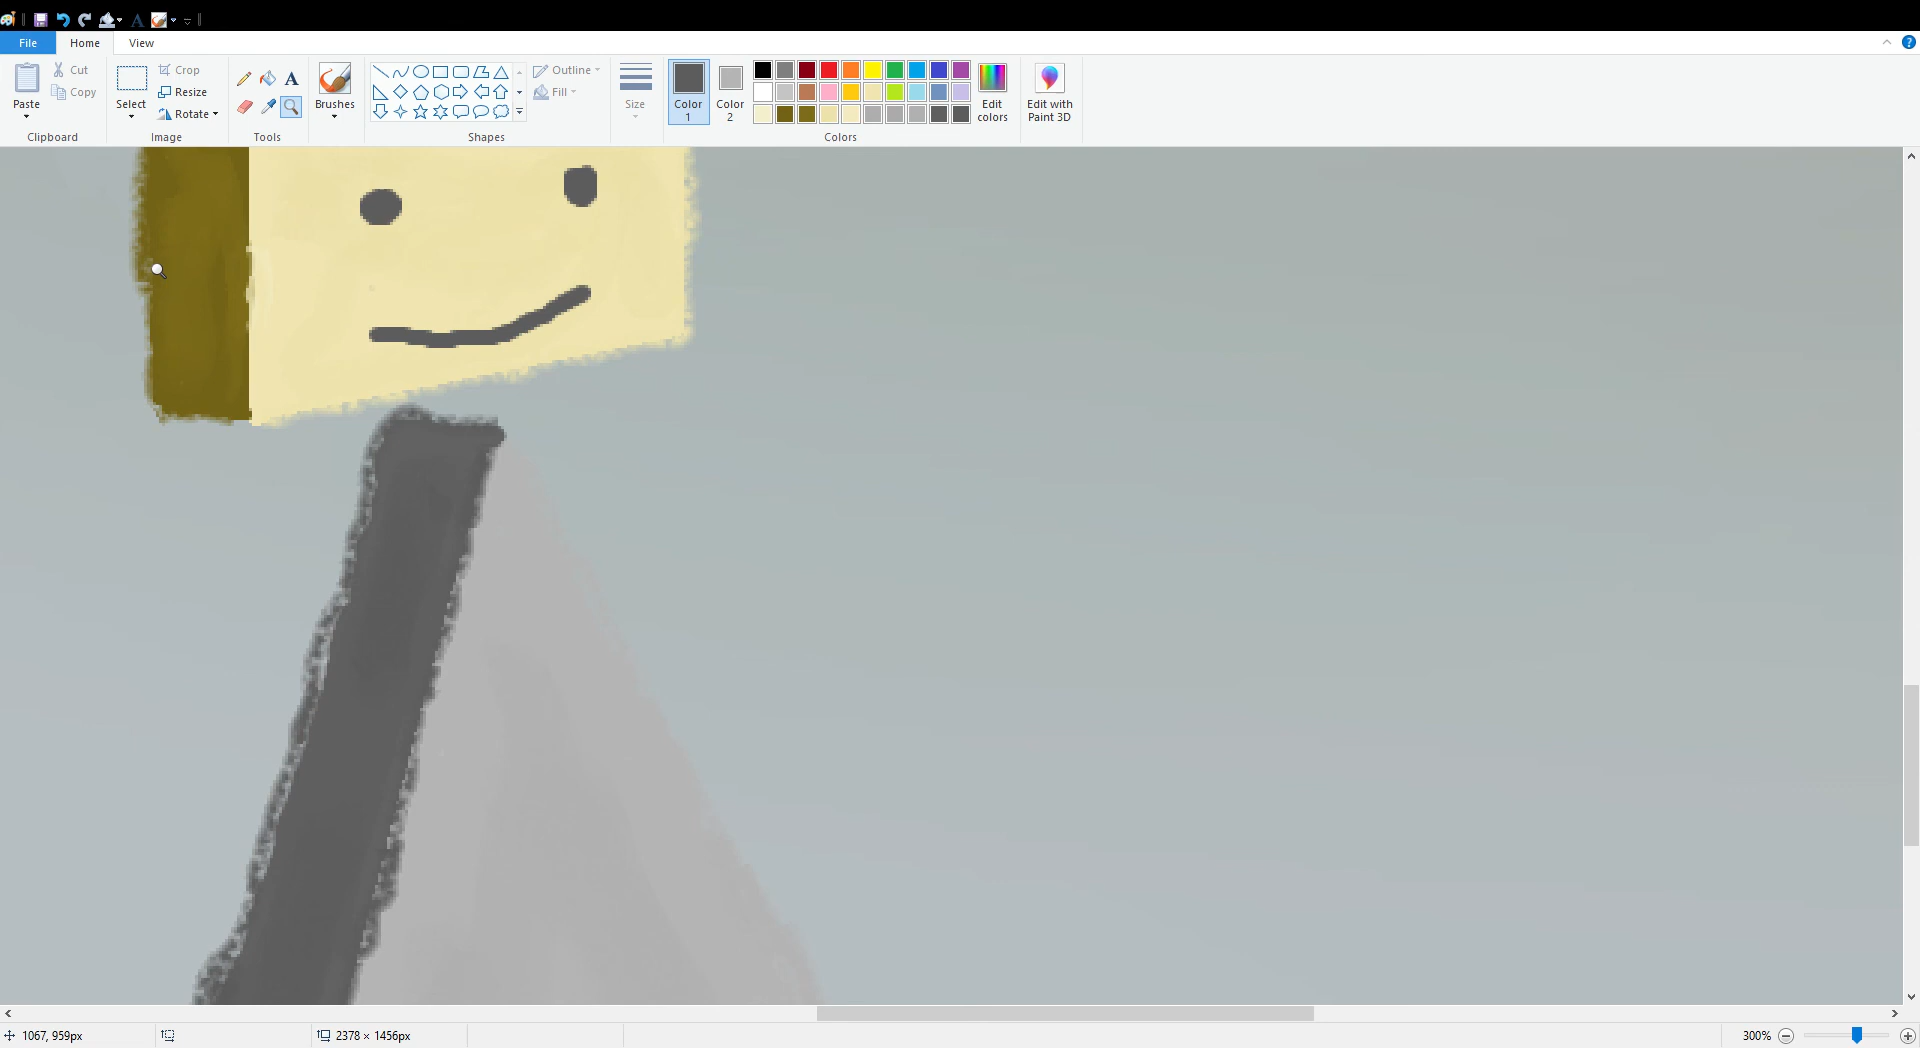 File Home View
Paste Cut Copy
Clipboard
Select Crop Resize Rotate
Image
A
Tools
Brushes
Outline Fill
Shapes
Size
Color 1
Color 2
Edit colors
Colors
Edit with Paint 3D
1067, 959px
2378 × 1456px
300%